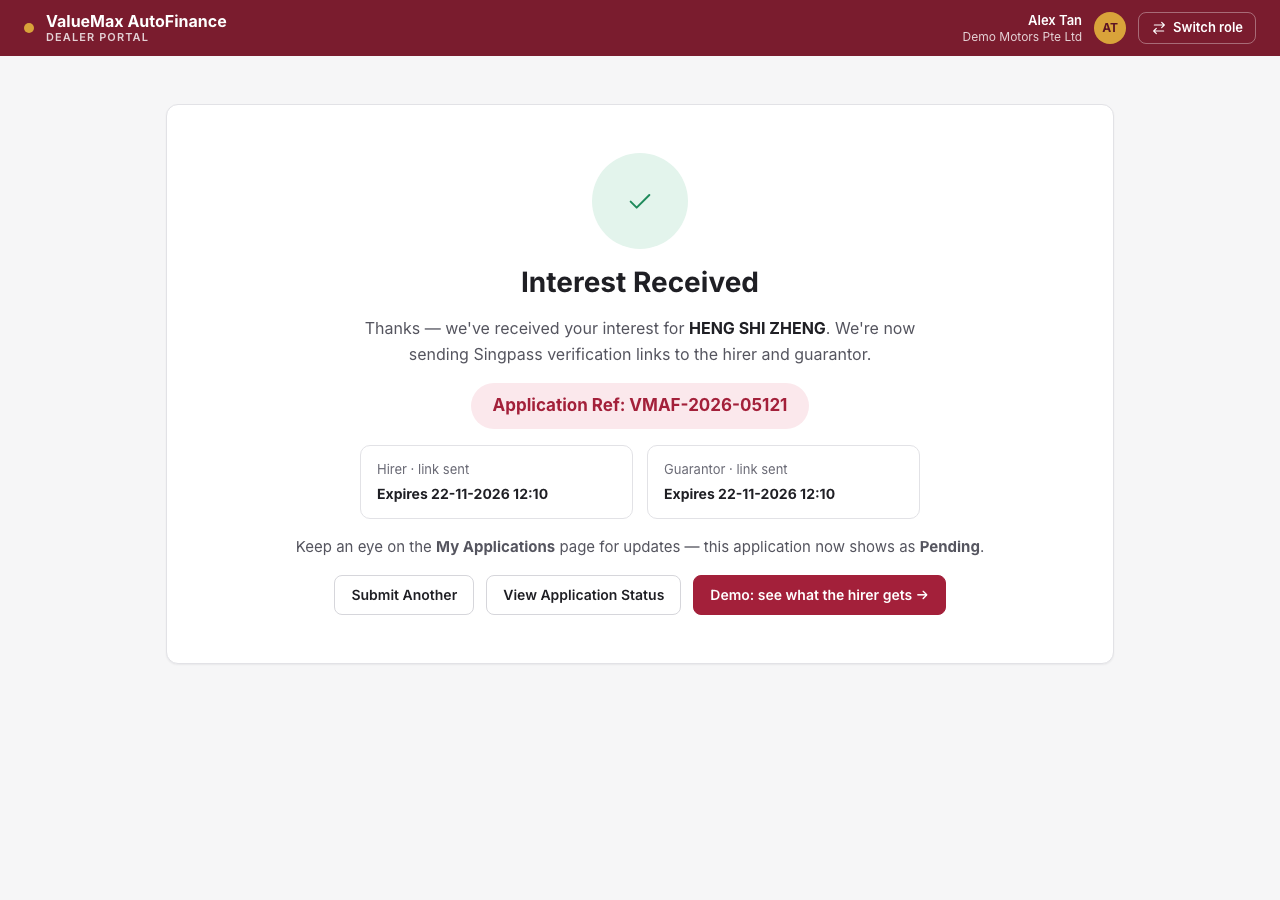 ValueMax AutoFinance
DEALER PORTAL
Alex Tan
Demo Motors Pte Ltd
AT
Switch role
Interest Received
Thanks — we've received your interest for HENG SHI ZHENG. We're now
sending Singpass verification links to the hirer and guarantor.
Application Ref: VMAF-2026-05121
Hirer · link sent
Expires 22-11-2026 12:10
Guarantor · link sent
Expires 22-11-2026 12:10
Keep an eye on the My Applications page for updates — this application now shows as Pending.
Submit Another
View Application Status
Demo: see what the hirer gets →